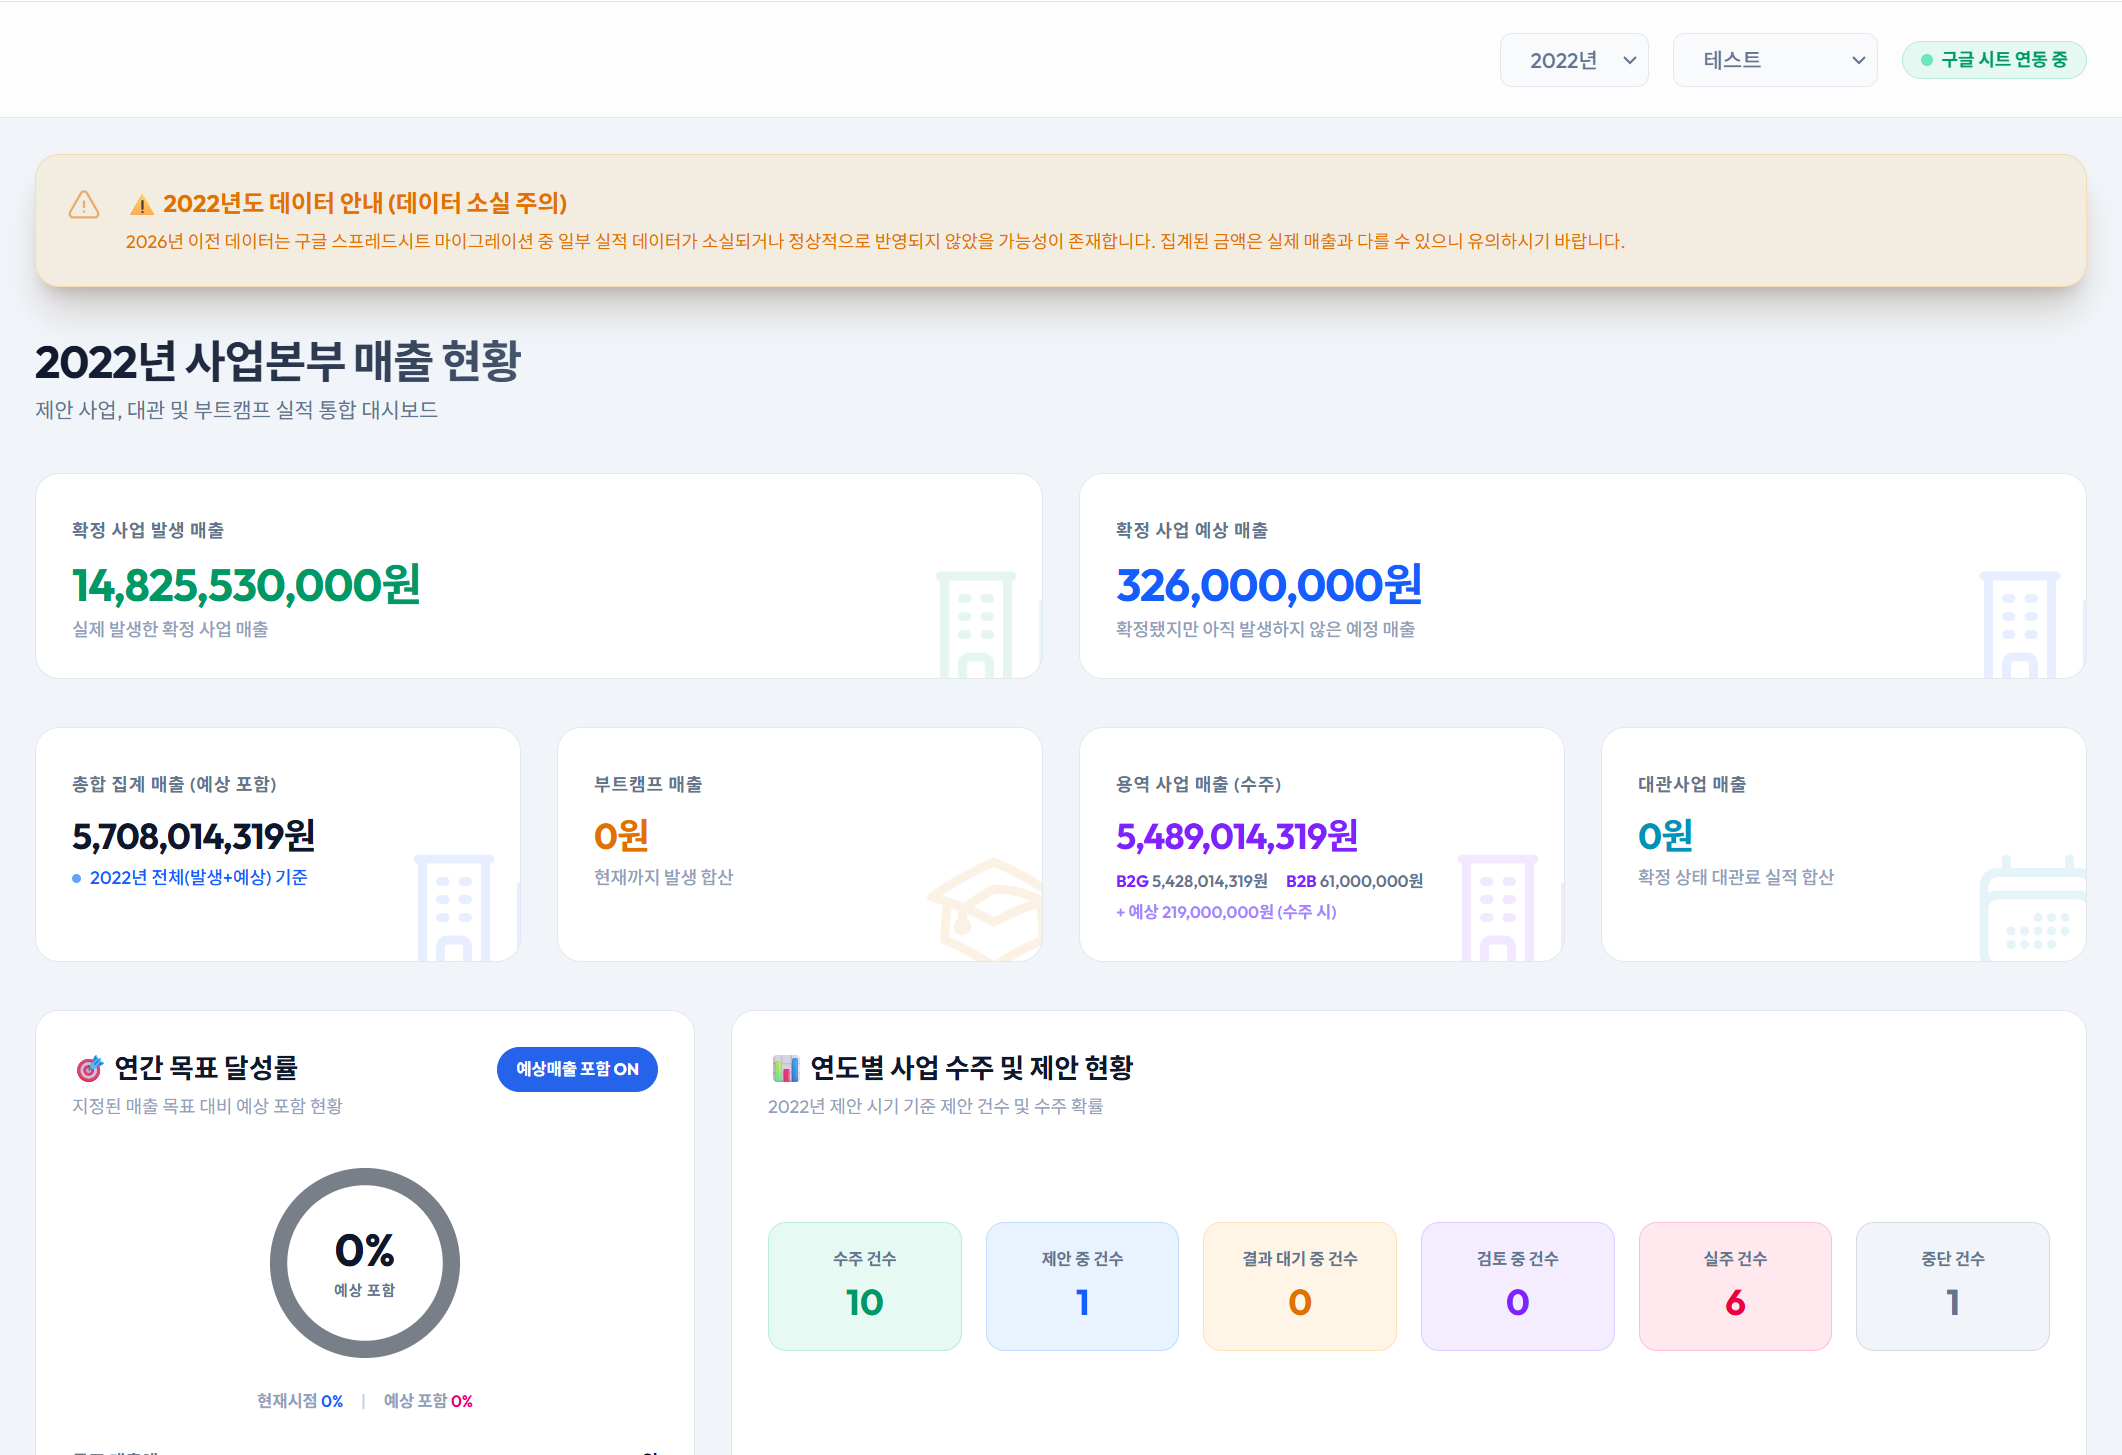 2022년
테스트
구글 시트 연동 중
⚠️ 2022년도 데이터 안내 (데이터 소실 주의)
2026년 이전 데이터는 구글 스프레드시트 마이그레이션 중 일부 실적 데이터가 소실되거나 정상적으로 반영되지 않았을 가능성이 존재합니다. 집계된 금액은 실제 매출과 다를 수 있으니 유의하시기 바랍니다.
2022년 사업본부 매출 현황
제안 사업, 대관 및 부트캠프 실적 통합 대시보드
확정 사업 발생 매출
14,825,530,000원
실제 발생한 확정 사업 매출
확정 사업 예상 매출
326,000,000원
확정됐지만 아직 발생하지 않은 예정 매출
총합 집계 매출 (예상 포함)
5,708,014,319원
2022년 전체(발생+예상) 기준
부트캠프 매출
0원
현재까지 발생 합산
용역 사업 매출 (수주)
5,489,014,319원
B2G 5,428,014,319원 B2B 61,000,000원
+ 예상 219,000,000원 (수주 시)
대관사업 매출
0원
확정 상태 대관료 실적 합산
🎯 연간 목표 달성률
예상매출 포함 ON
지정된 매출 목표 대비 예상 포함 현황
0%
예상 포함
현재시점 0% | 예상 포함 0%
📊 연도별 사업 수주 및 제안 현황
2022년 제안 시기 기준 제안 건수 및 수주 확률
수주 건수
10
제안 중 건수
1
결과 대기 중 건수
0
검토 중 건수
0
실주 건수
6
중단 건수
1